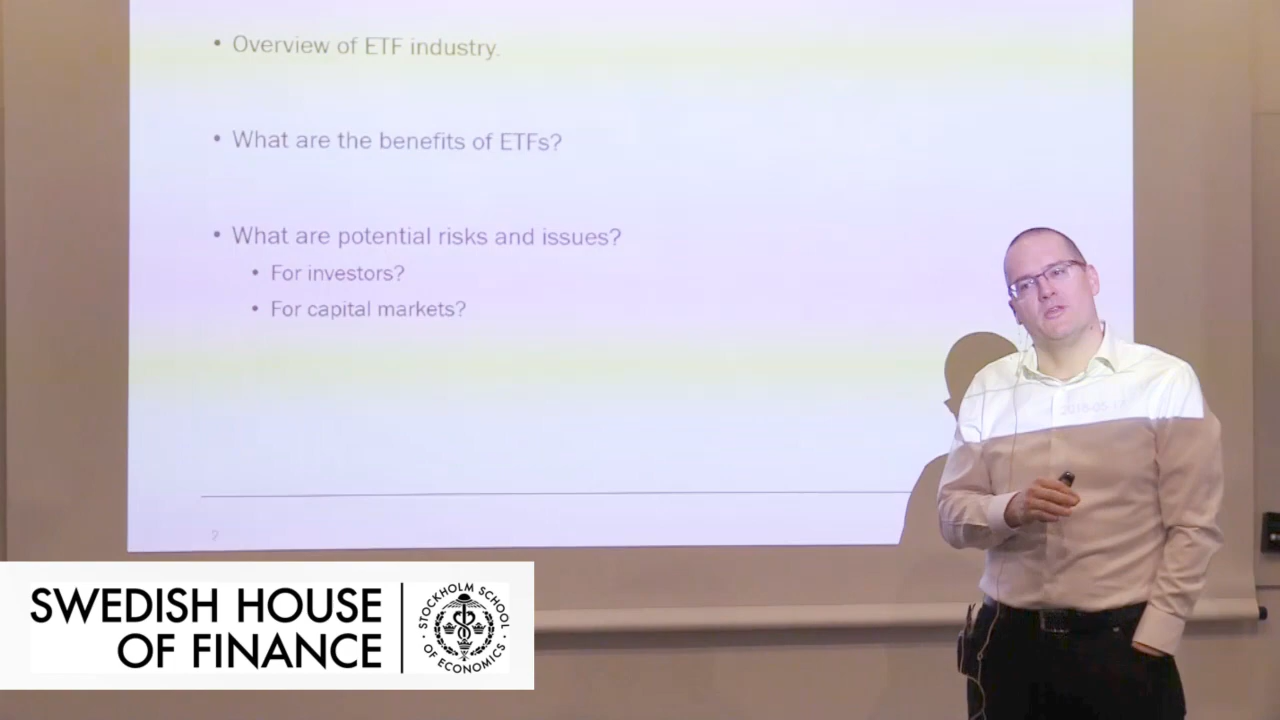 • Overview of ETF industry.
• What are the benefits of ETFs?
• What are potential risks and issues?
• For investors?
• For capital markets?
2
SWEDISH HOUSE
OF FINANCE
STOCKHOLM SCHOOL
OF ECONOMICS